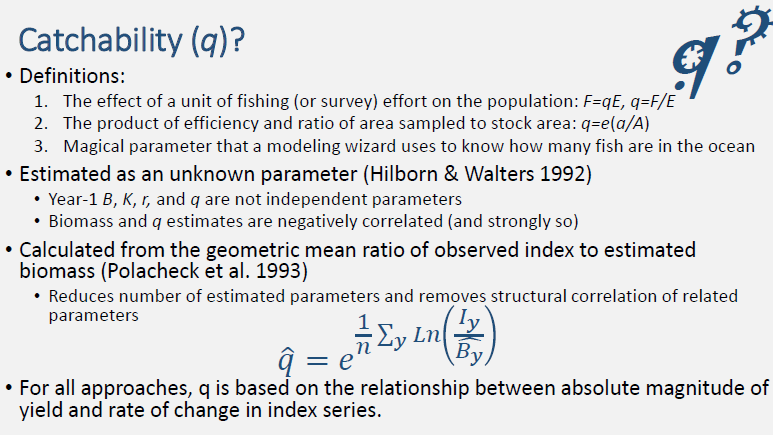 Catchability (q)?
q?
• Definitions:
1. The effect of a unit of fishing (or survey) effort on the population: F=qE, q=F/E
2. The product of efficiency and ratio of area sampled to stock area: q=e(a/A)
3. Magical parameter that a modeling wizard uses to know how many fish are in the ocean
• Estimated as an unknown parameter (Hilborn & Walters 1992)
• Year-1 B, K, r, and q are not independent parameters
• Biomass and q estimates are negatively correlated (and strongly so)
• Calculated from the geometric mean ratio of observed index to estimated
biomass (Polacheck et al. 1993)
• Reduces number of estimated parameters and removes structural correlation of related
parameters
q̂ = e^{\frac{1}{n} ∑_y Ln(\frac{I_y}{\widehat{B_y}})}
• For all approaches, q is based on the relationship between absolute magnitude of
yield and rate of change in index series.